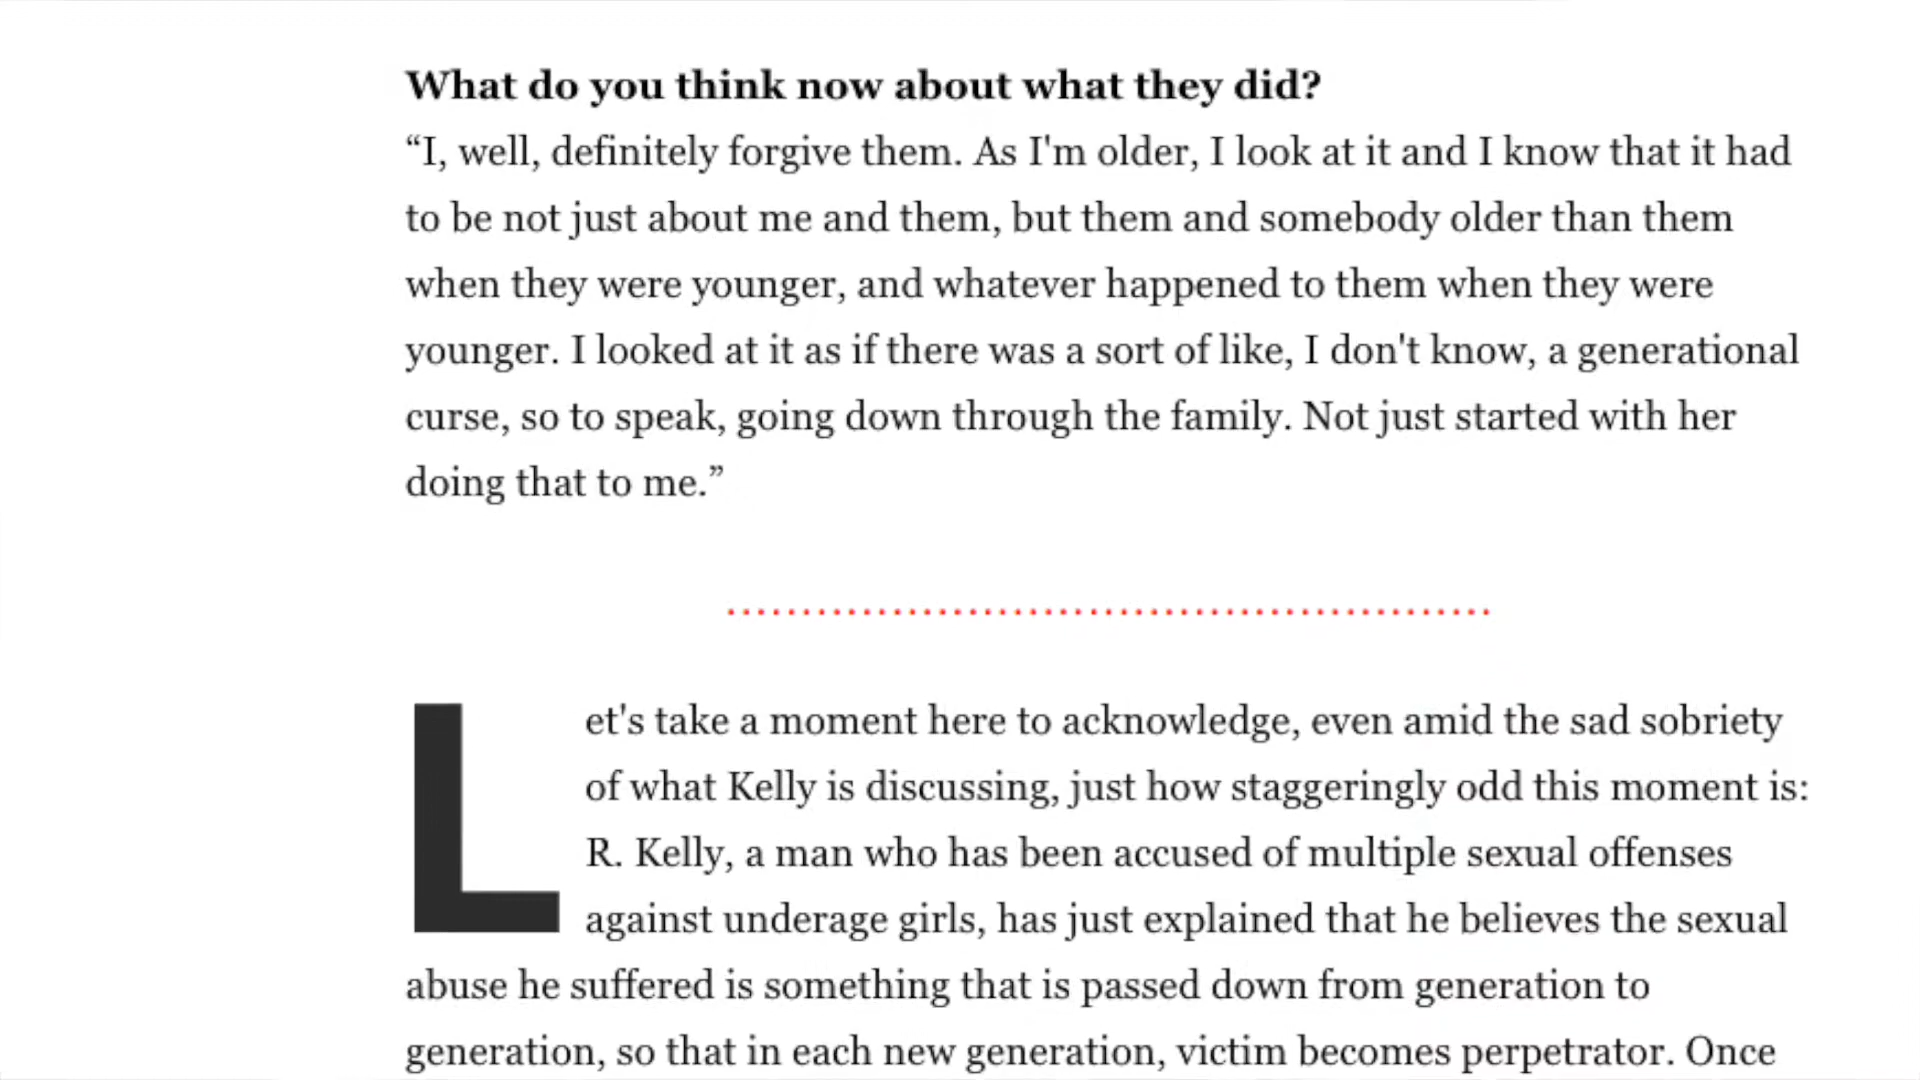 What do you think now about what they did?
“I, well, definitely forgive them. As I'm older, I look at it and I know that it had
to be not just about me and them, but them and somebody older than them
when they were younger, and whatever happened to them when they were
younger. I looked at it as if there was a sort of like, I don't know, a generational
curse, so to speak, going down through the family. Not just started with her
doing that to me.”
Let's take a moment here to acknowledge, even amid the sad sobriety
of what Kelly is discussing, just how staggeringly odd this moment is:
R. Kelly, a man who has been accused of multiple sexual offenses
against underage girls, has just explained that he believes the sexual
abuse he suffered is something that is passed down from generation to
generation, so that in each new generation, victim becomes perpetrator. Once